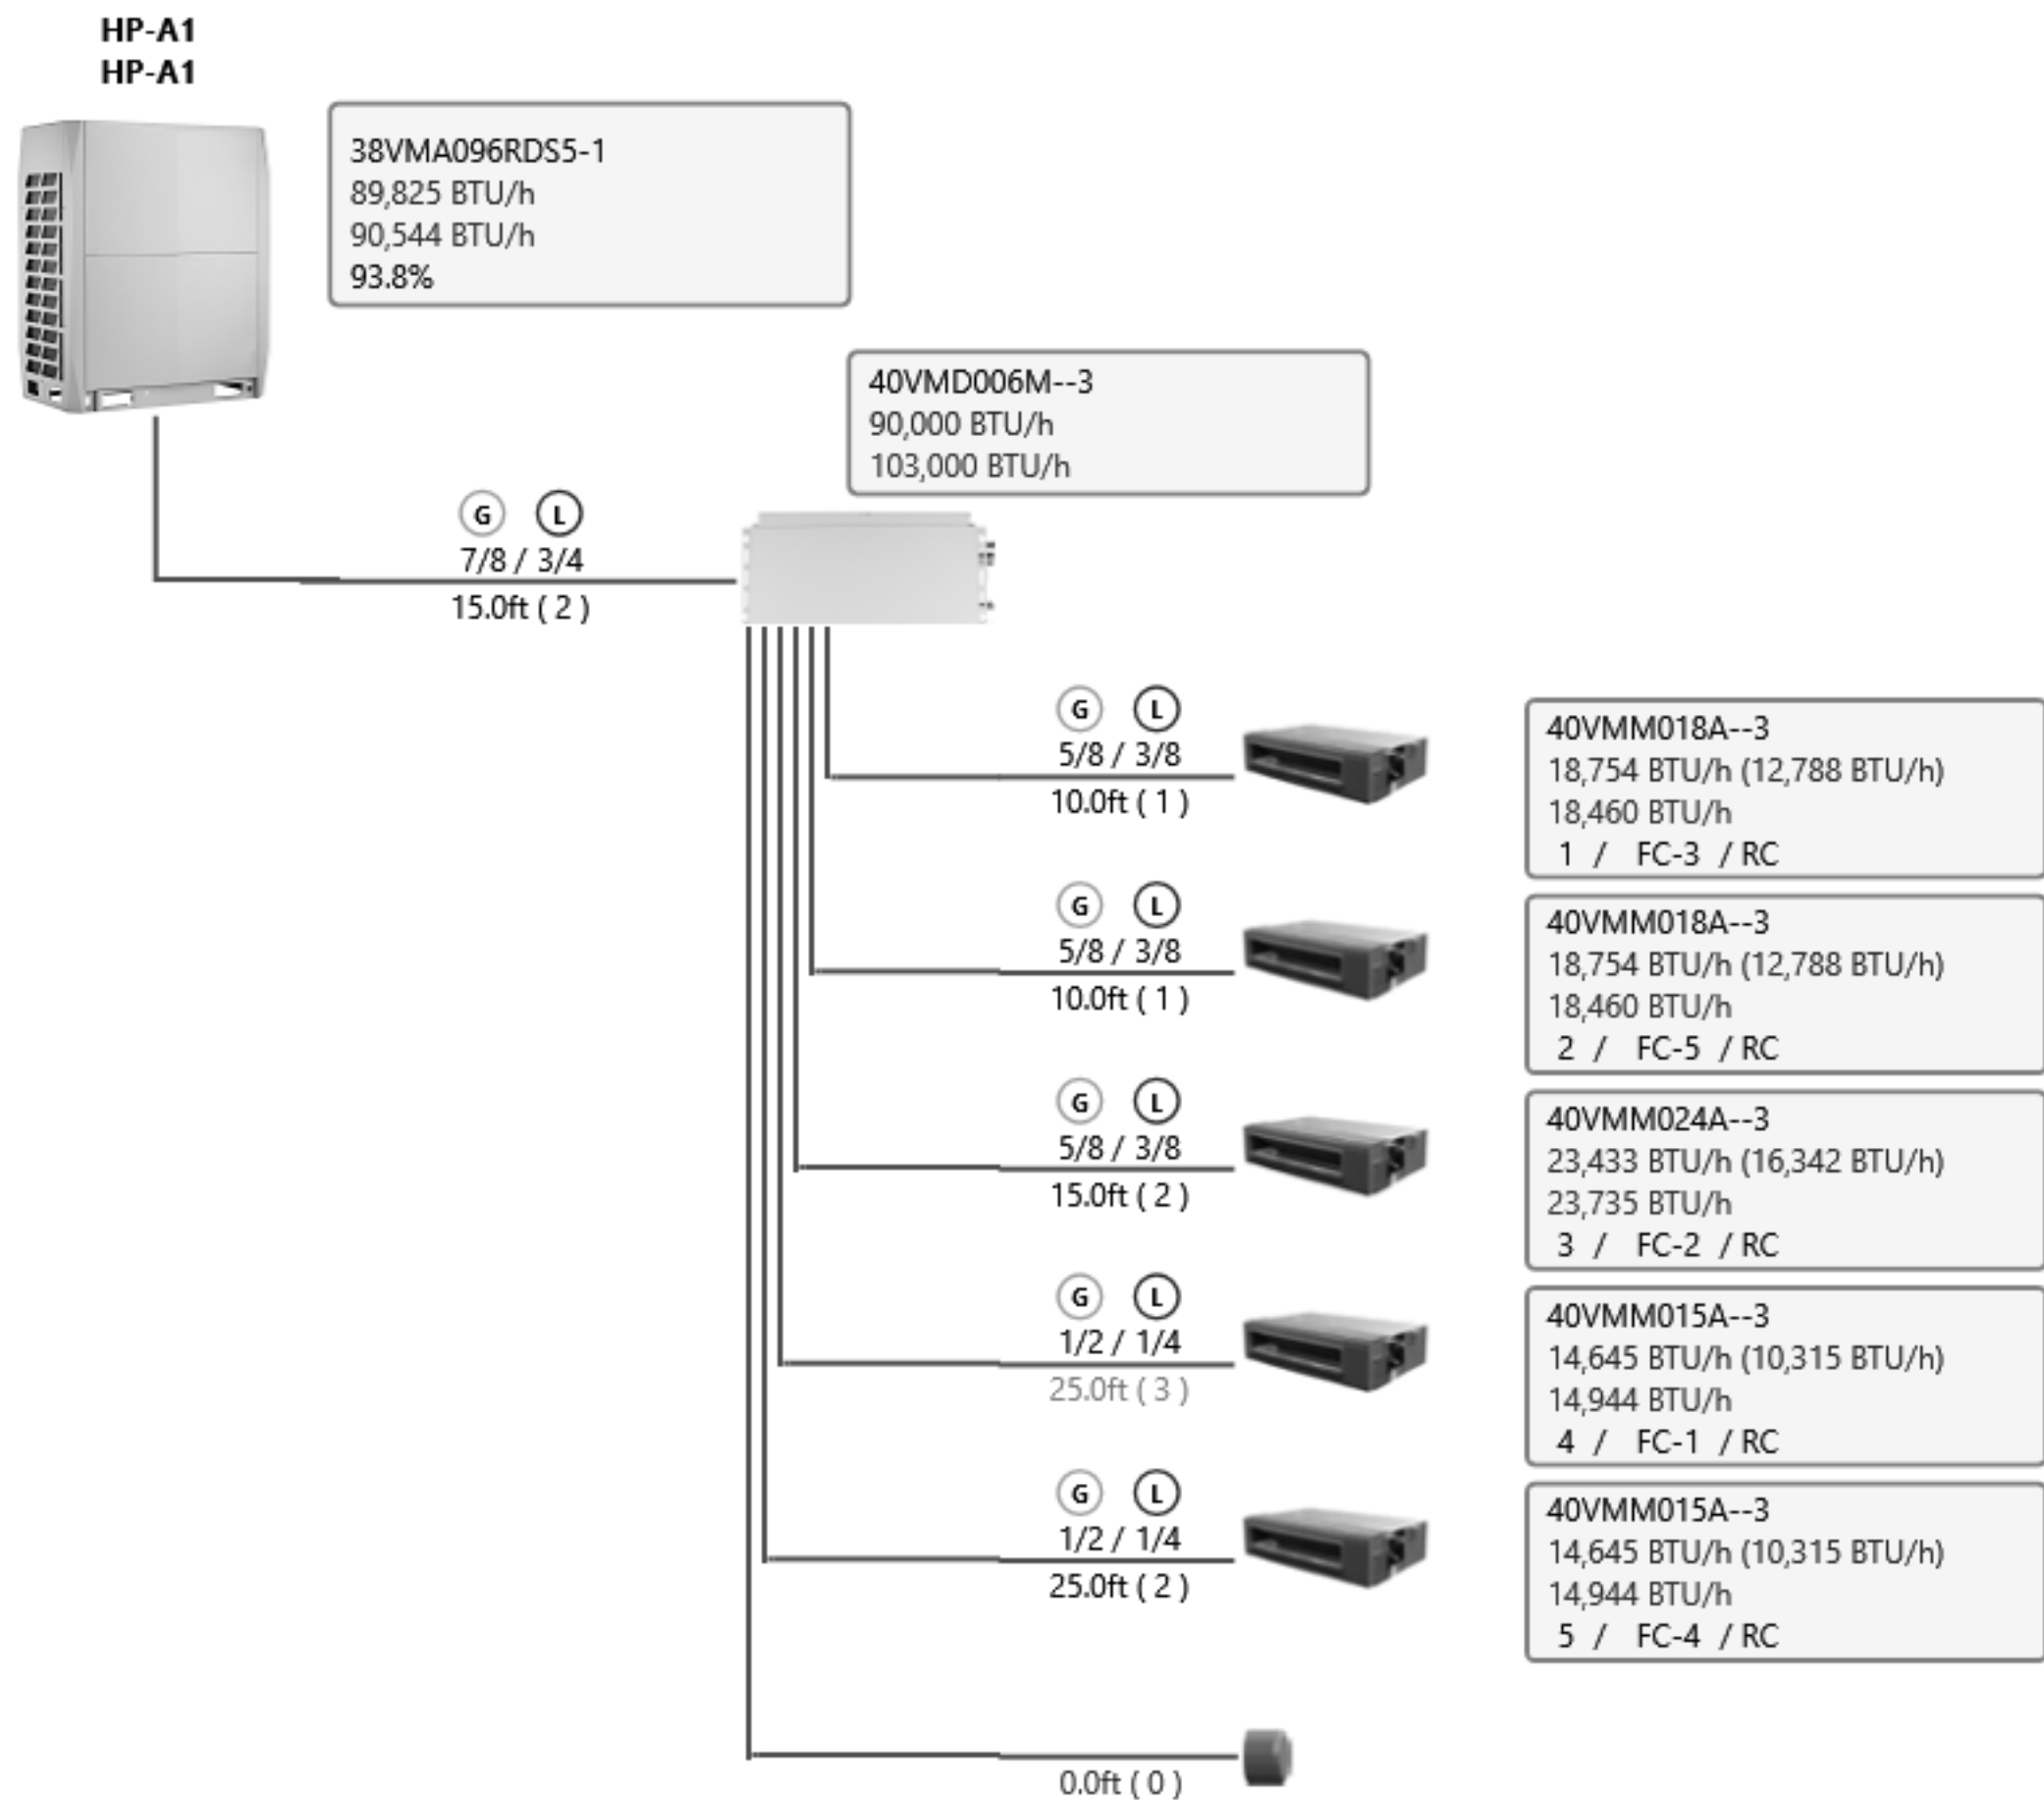 HP-A1
HP-A1
38VMA096RDS5-1
89,825 BTU/h
90,544 BTU/h
93.8%
40VMD006M--3
90,000 BTU/h
103,000 BTU/h
G L
7/8 / 3/4
15.0ft ( 2 )
G L
5/8 / 3/8
10.0ft ( 1 )
40VMM018A--3
18,754 BTU/h (12,788 BTU/h)
18,460 BTU/h
1 / FC-3 / RC
G L
5/8 / 3/8
10.0ft ( 1 )
40VMM018A--3
18,754 BTU/h (12,788 BTU/h)
18,460 BTU/h
2 / FC-5 / RC
G L
5/8 / 3/8
15.0ft ( 2 )
40VMM024A--3
23,433 BTU/h (16,342 BTU/h)
23,735 BTU/h
3 / FC-2 / RC
G L
1/2 / 1/4
25.0ft ( 3 )
40VMM015A--3
14,645 BTU/h (10,315 BTU/h)
14,944 BTU/h
4 / FC-1 / RC
G L
1/2 / 1/4
25.0ft ( 2 )
40VMM015A--3
14,645 BTU/h (10,315 BTU/h)
14,944 BTU/h
5 / FC-4 / RC
0.0ft ( 0 )